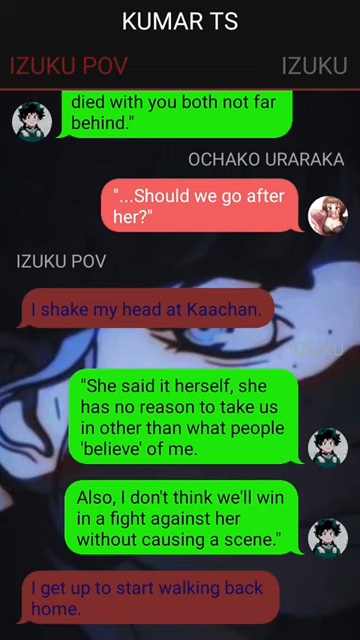 KUMAR TS
IZUKU POV
IZUKU
died with you both not far
behind."
OCHAKO URARAKA
"...Should we go after
her?"
IZUKU POV
I shake my head at Kaachan.
IZUKU
"She said it herself, she
has no reason to take us
in other than what people
'believe' of me.
Also, I don't think we'll win
in a fight against her
without causing a scene."
I get up to start walking back
home.